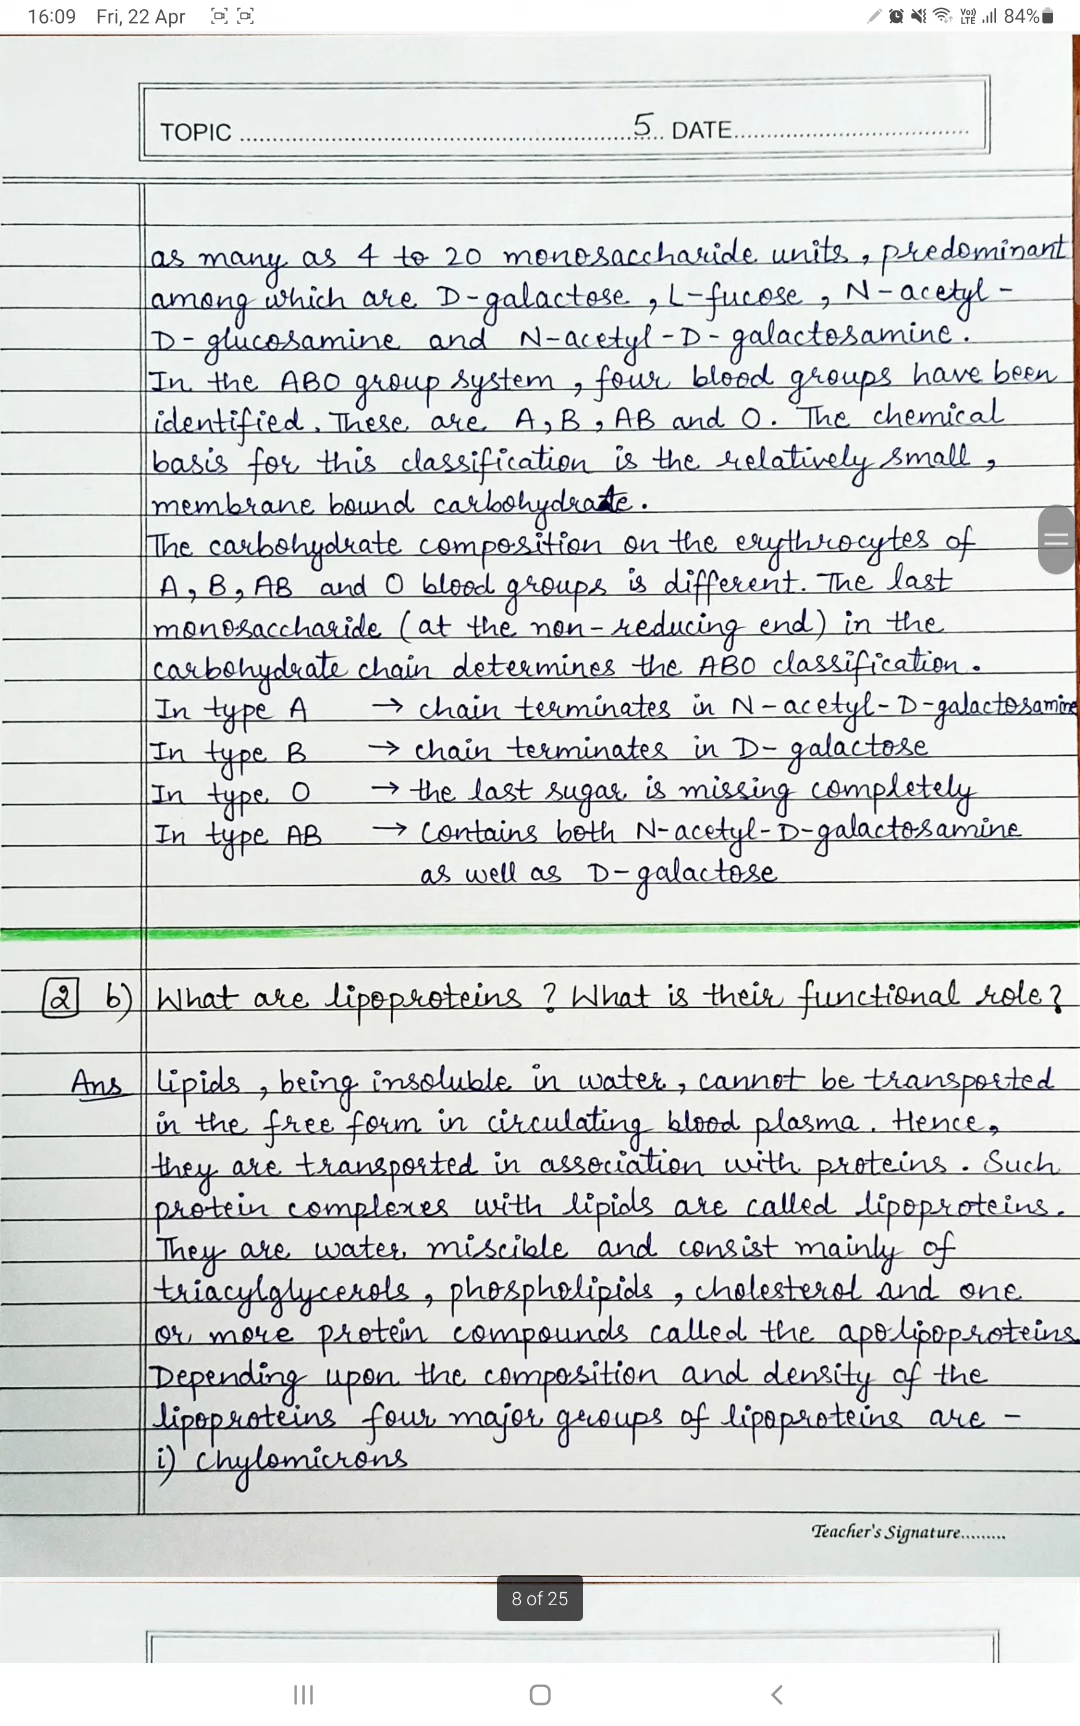 16:09 Fri, 22 Apr 84%
TOPIC 5 DATE
as many as 4 to 20 monosaccharide units, predominant
among which are D-galactose, L-fucose, N-acetyl-
D-glucosamine and N-acetyl-D-galactosamine.
In the ABO group system, four blood groups have been
identified. These are A, B, AB and O. The chemical
basis for this classification is the relatively small,
membrane bound carbohydrate.
The carbohydrate composition on the erythrocytes of
A, B, AB and O blood groups is different. The last
monosaccharide (at the non-reducing end) in the
carbohydrate chain determines the ABO classification.
In type A → chain terminates in N-acetyl-D-galactosamine
In type B → chain terminates in D-galactose
In type O → the last sugar is missing completely
In type AB → contains both N-acetyl-D-galactosamine
as well as D-galactose
2 b) What are lipoproteins? What is their functional role?
Ans Lipids, being insoluble in water, cannot be transported
in the free form in circulating blood plasma. Hence,
they are transported in association with proteins. Such
protein complexes with lipids are called lipoproteins.
They are water miscible and consist mainly of
triacylglycerols, phospholipids, cholesterol and one
or more protein compounds called the apolipoproteins.
Depending upon the composition and density of the
lipoproteins four major groups of lipoproteins are -
i) Chylomicrons
Teacher's Signature.........
8 of 25